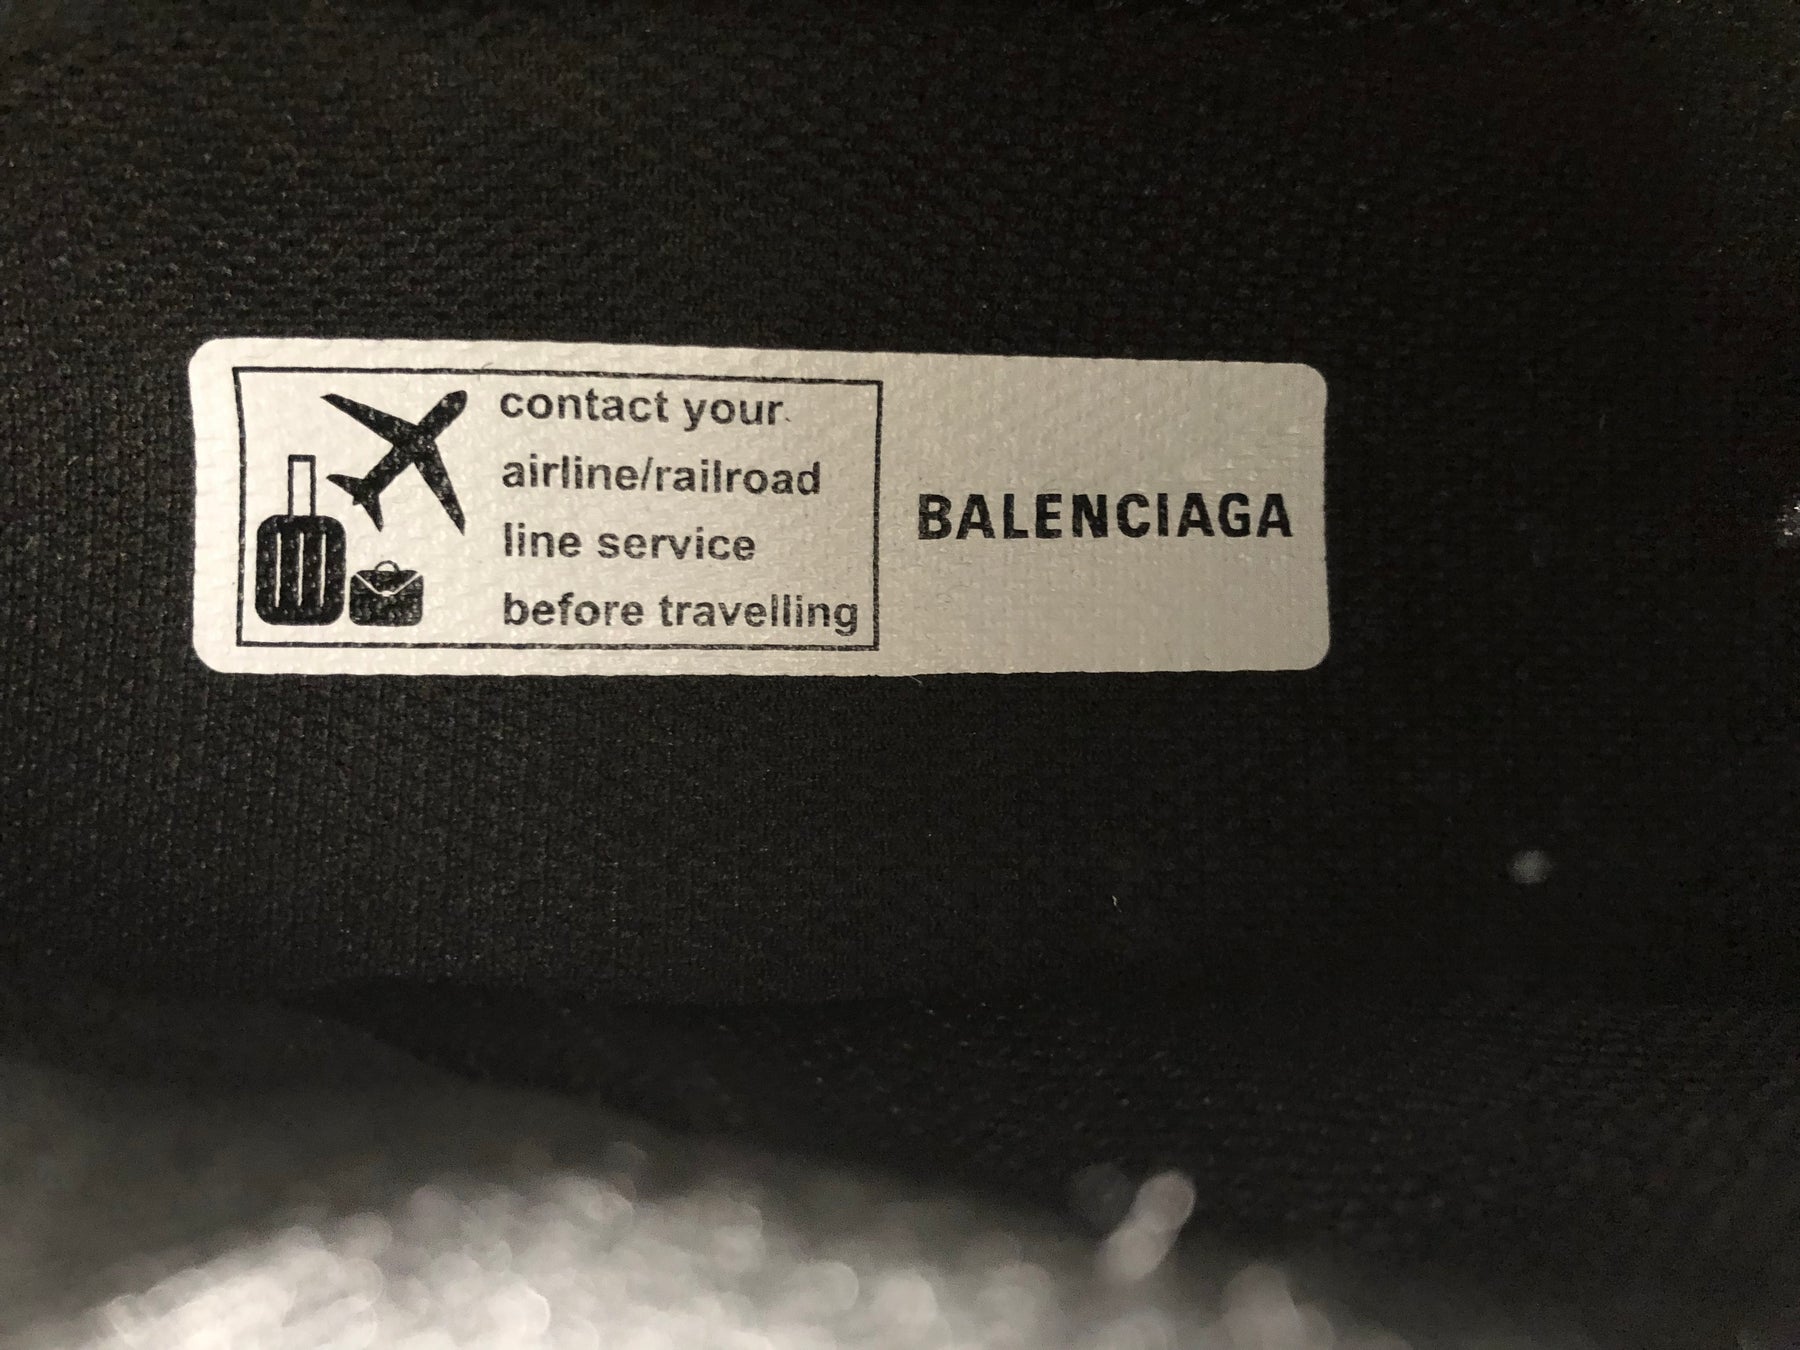 contact your
airline/railroad
line service
before travelling
BALENCIAGA